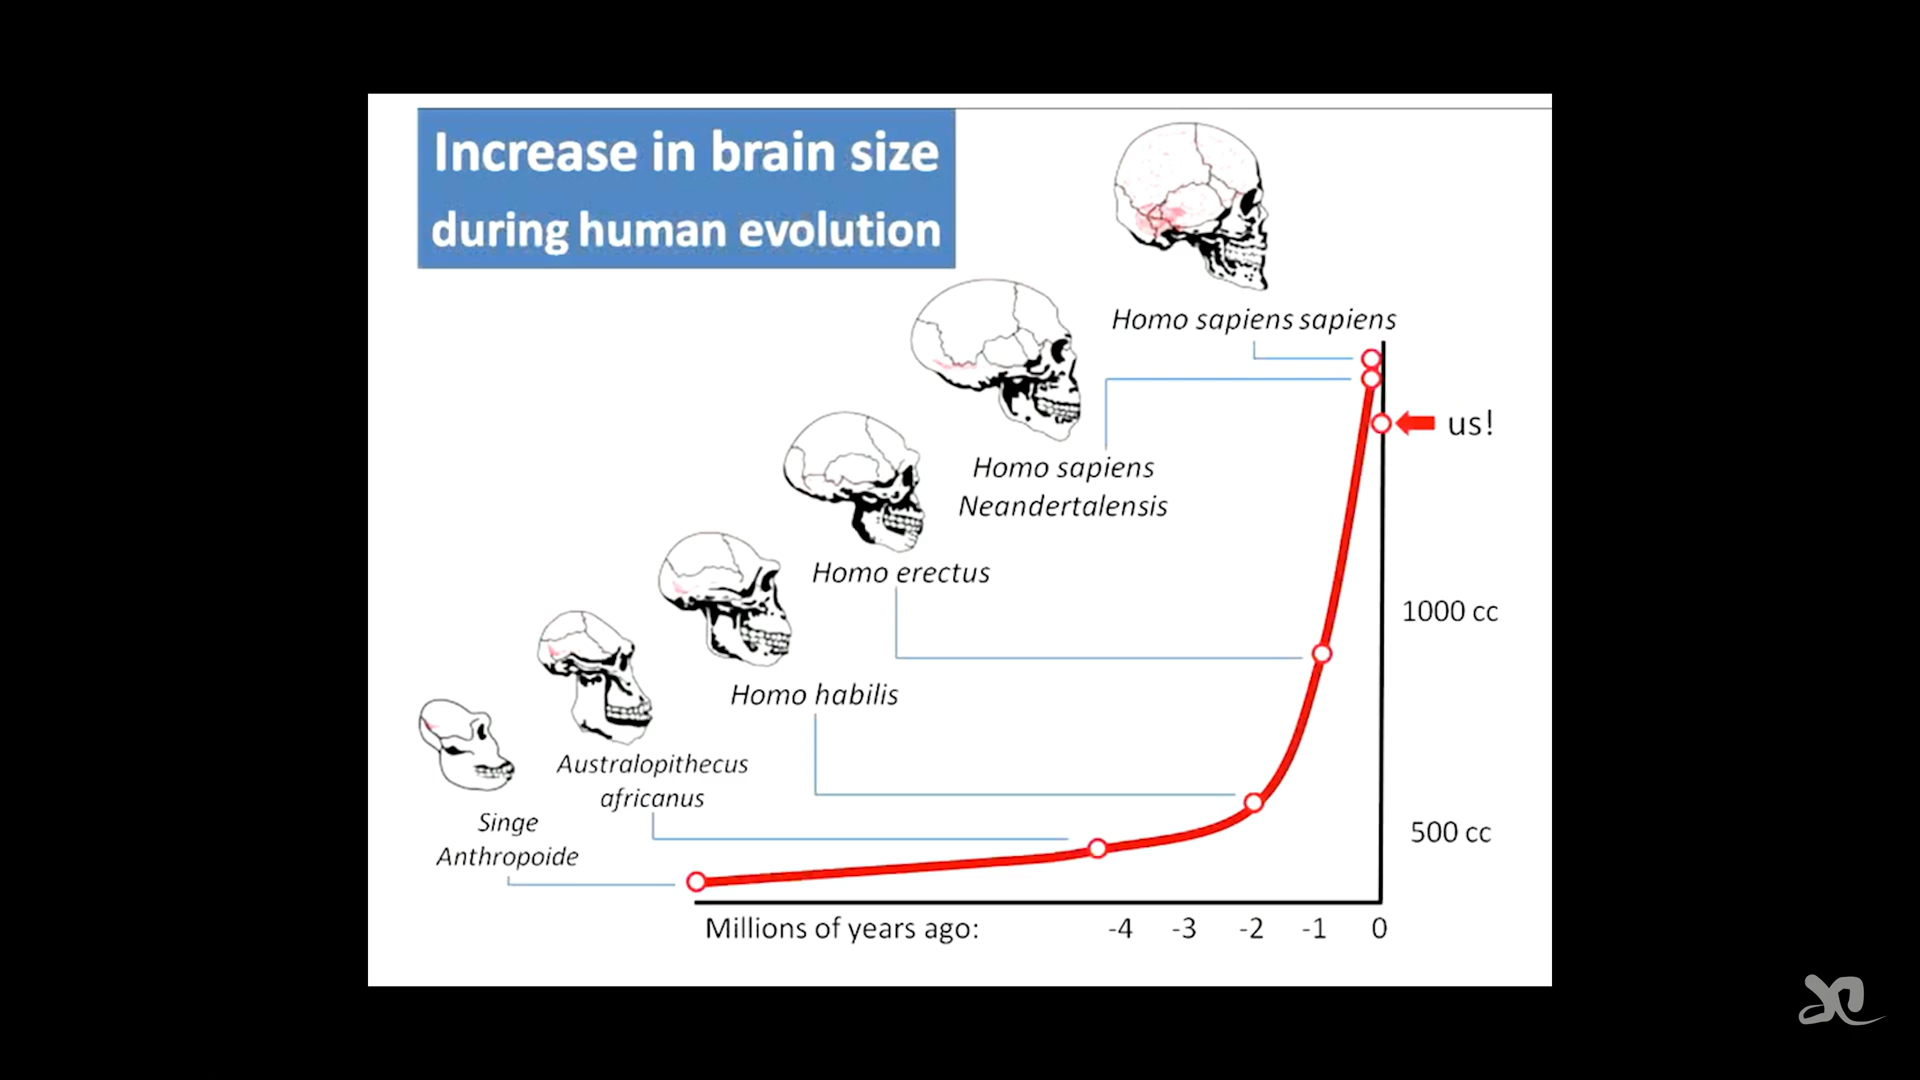 Increase in brain size
during human evolution
Homo sapiens sapiens
us!
Homo sapiens
Neandertalensis
Homo erectus
1000 cc
Homo habilis
Australopithecus
africanus
500 cc
Singe
Anthropoide
Millions of years ago: -4 -3 -2 -1 0